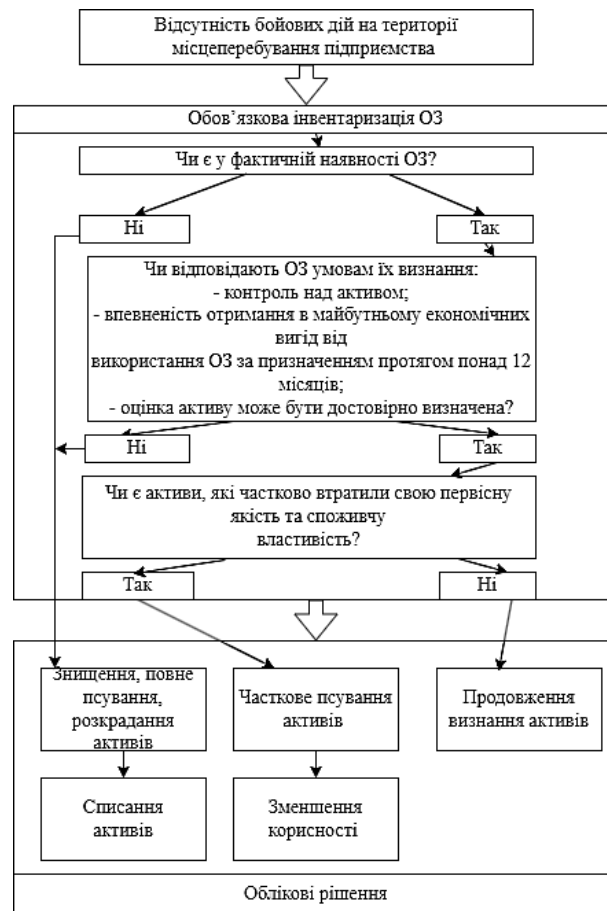 Відсутність бойових дій на території
місцеперебування підприємства
Обов’язкова інвентаризація ОЗ
Чи є у фактичній наявності ОЗ?
Ні
Так
Чи відповідають ОЗ умовам їх визнання:
- контроль над активом;
- впевненість отримання в майбутньому економічних
вигід від
використання ОЗ за призначенням протягом понад 12
місяців;
- оцінка активу може бути достовірно визначена?
Ні
Так
Чи є активи, які частково втратили свою первісну
якість та споживчу
властивість?
Так
Ні
Знищення, повне
псування,
розкрадання
активів
Часткове псування
активів
Продовження
визнання активів
Списання
активів
Зменшення
корисності
Облікові рішення